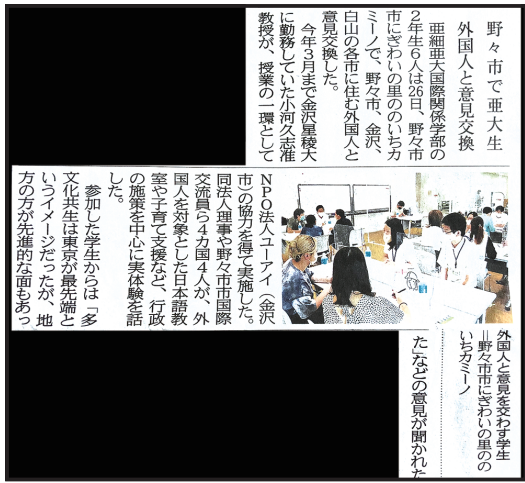 野々市で亜大生
外国人と意見交換
亜細亜大国際関係学部の
2年生6人は26日、野々市
市にぎわいの里ののいちカ
ミーノで、野々市、金沢、
白山の各市に住む外国人と
意見交換した。
今年3月まで金沢星稜大
に勤務していた小河久志准
教授が、授業の一環として
NPO法人ユーアイ(金沢
市)の協力を得て実施した。
同法人理事や野々市市国際
交流員ら4カ国4人が、外
国人を対象とした日本語教
室や子育て支援など、行政
の施策を中心に実体験を話
した。
参加した学生からは「多
文化共生は東京が最先端と
いうイメージだったが、地
方の方が先進的な面もあっ
た」などの意見が聞かれた
外国人と意見を交わす学生
=野々市市にぎわいの里のの
いちカミーノ